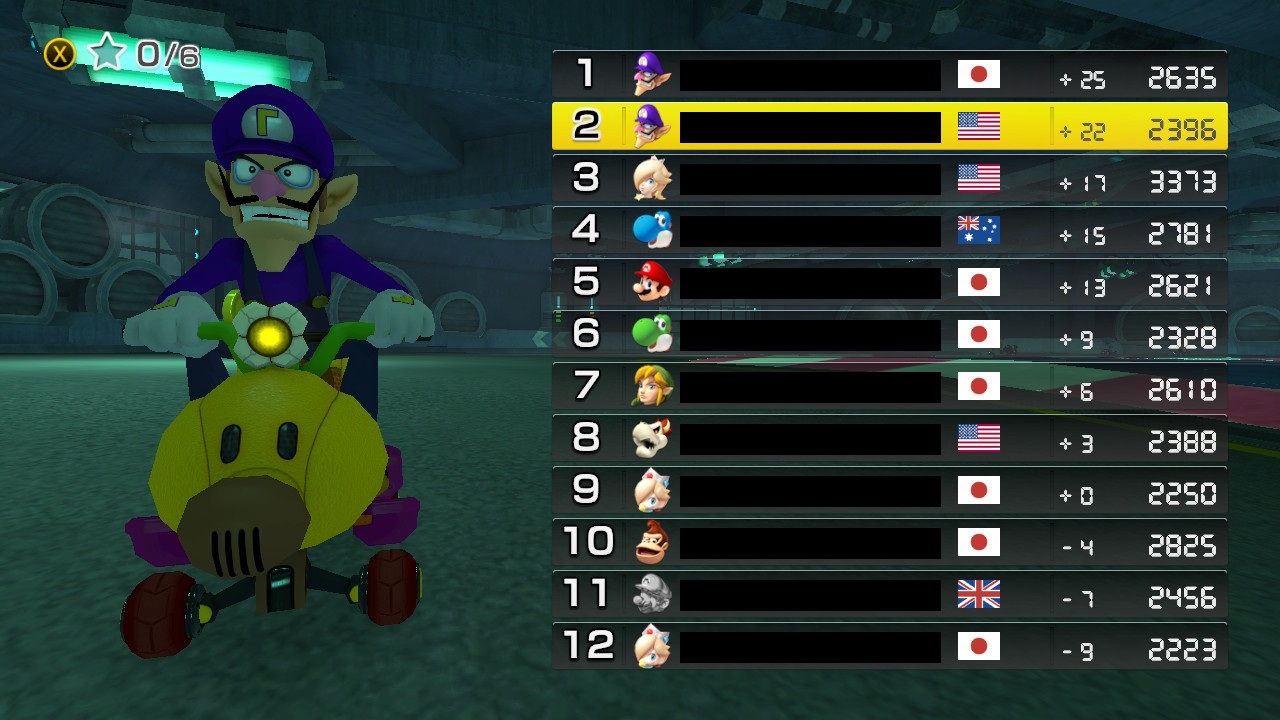 X 0/6
1 + 25 2635
2 + 22 2396
3 + 17 3373
4 + 15 2781
5 + 13 2621
6 + 9 2328
7 + 6 2610
8 + 3 2388
9 + 0 2250
10 - 4 2825
11 - 7 2456
12 - 9 2223